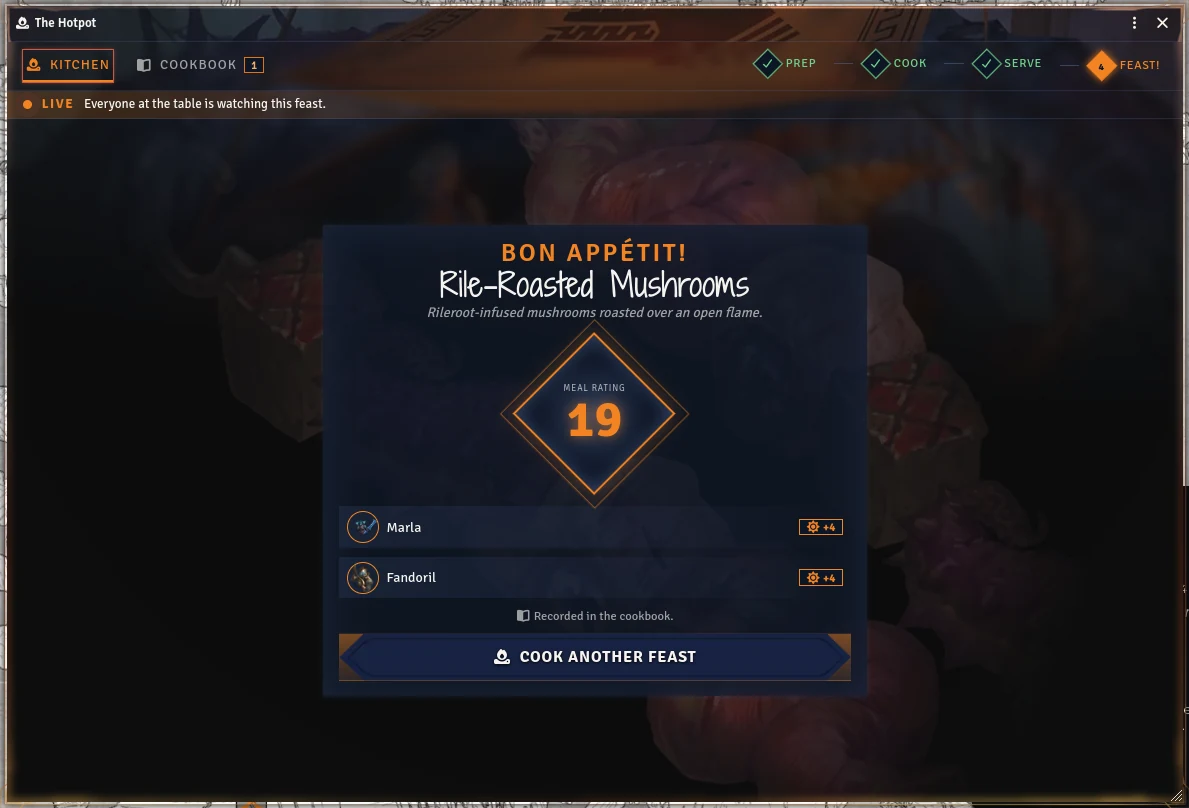 The Hotpot
KITCHEN
COOKBOOK 1
PREP
COOK
SERVE
4 FEAST!
LIVE Everyone at the table is watching this feast.
BON APPÉTIT!
Rile-Roasted Mushrooms
Rileroot-infused mushrooms roasted over an open flame.
MEAL RATING
19
Marla +4
Fandoril +4
Recorded in the cookbook.
COOK ANOTHER FEAST